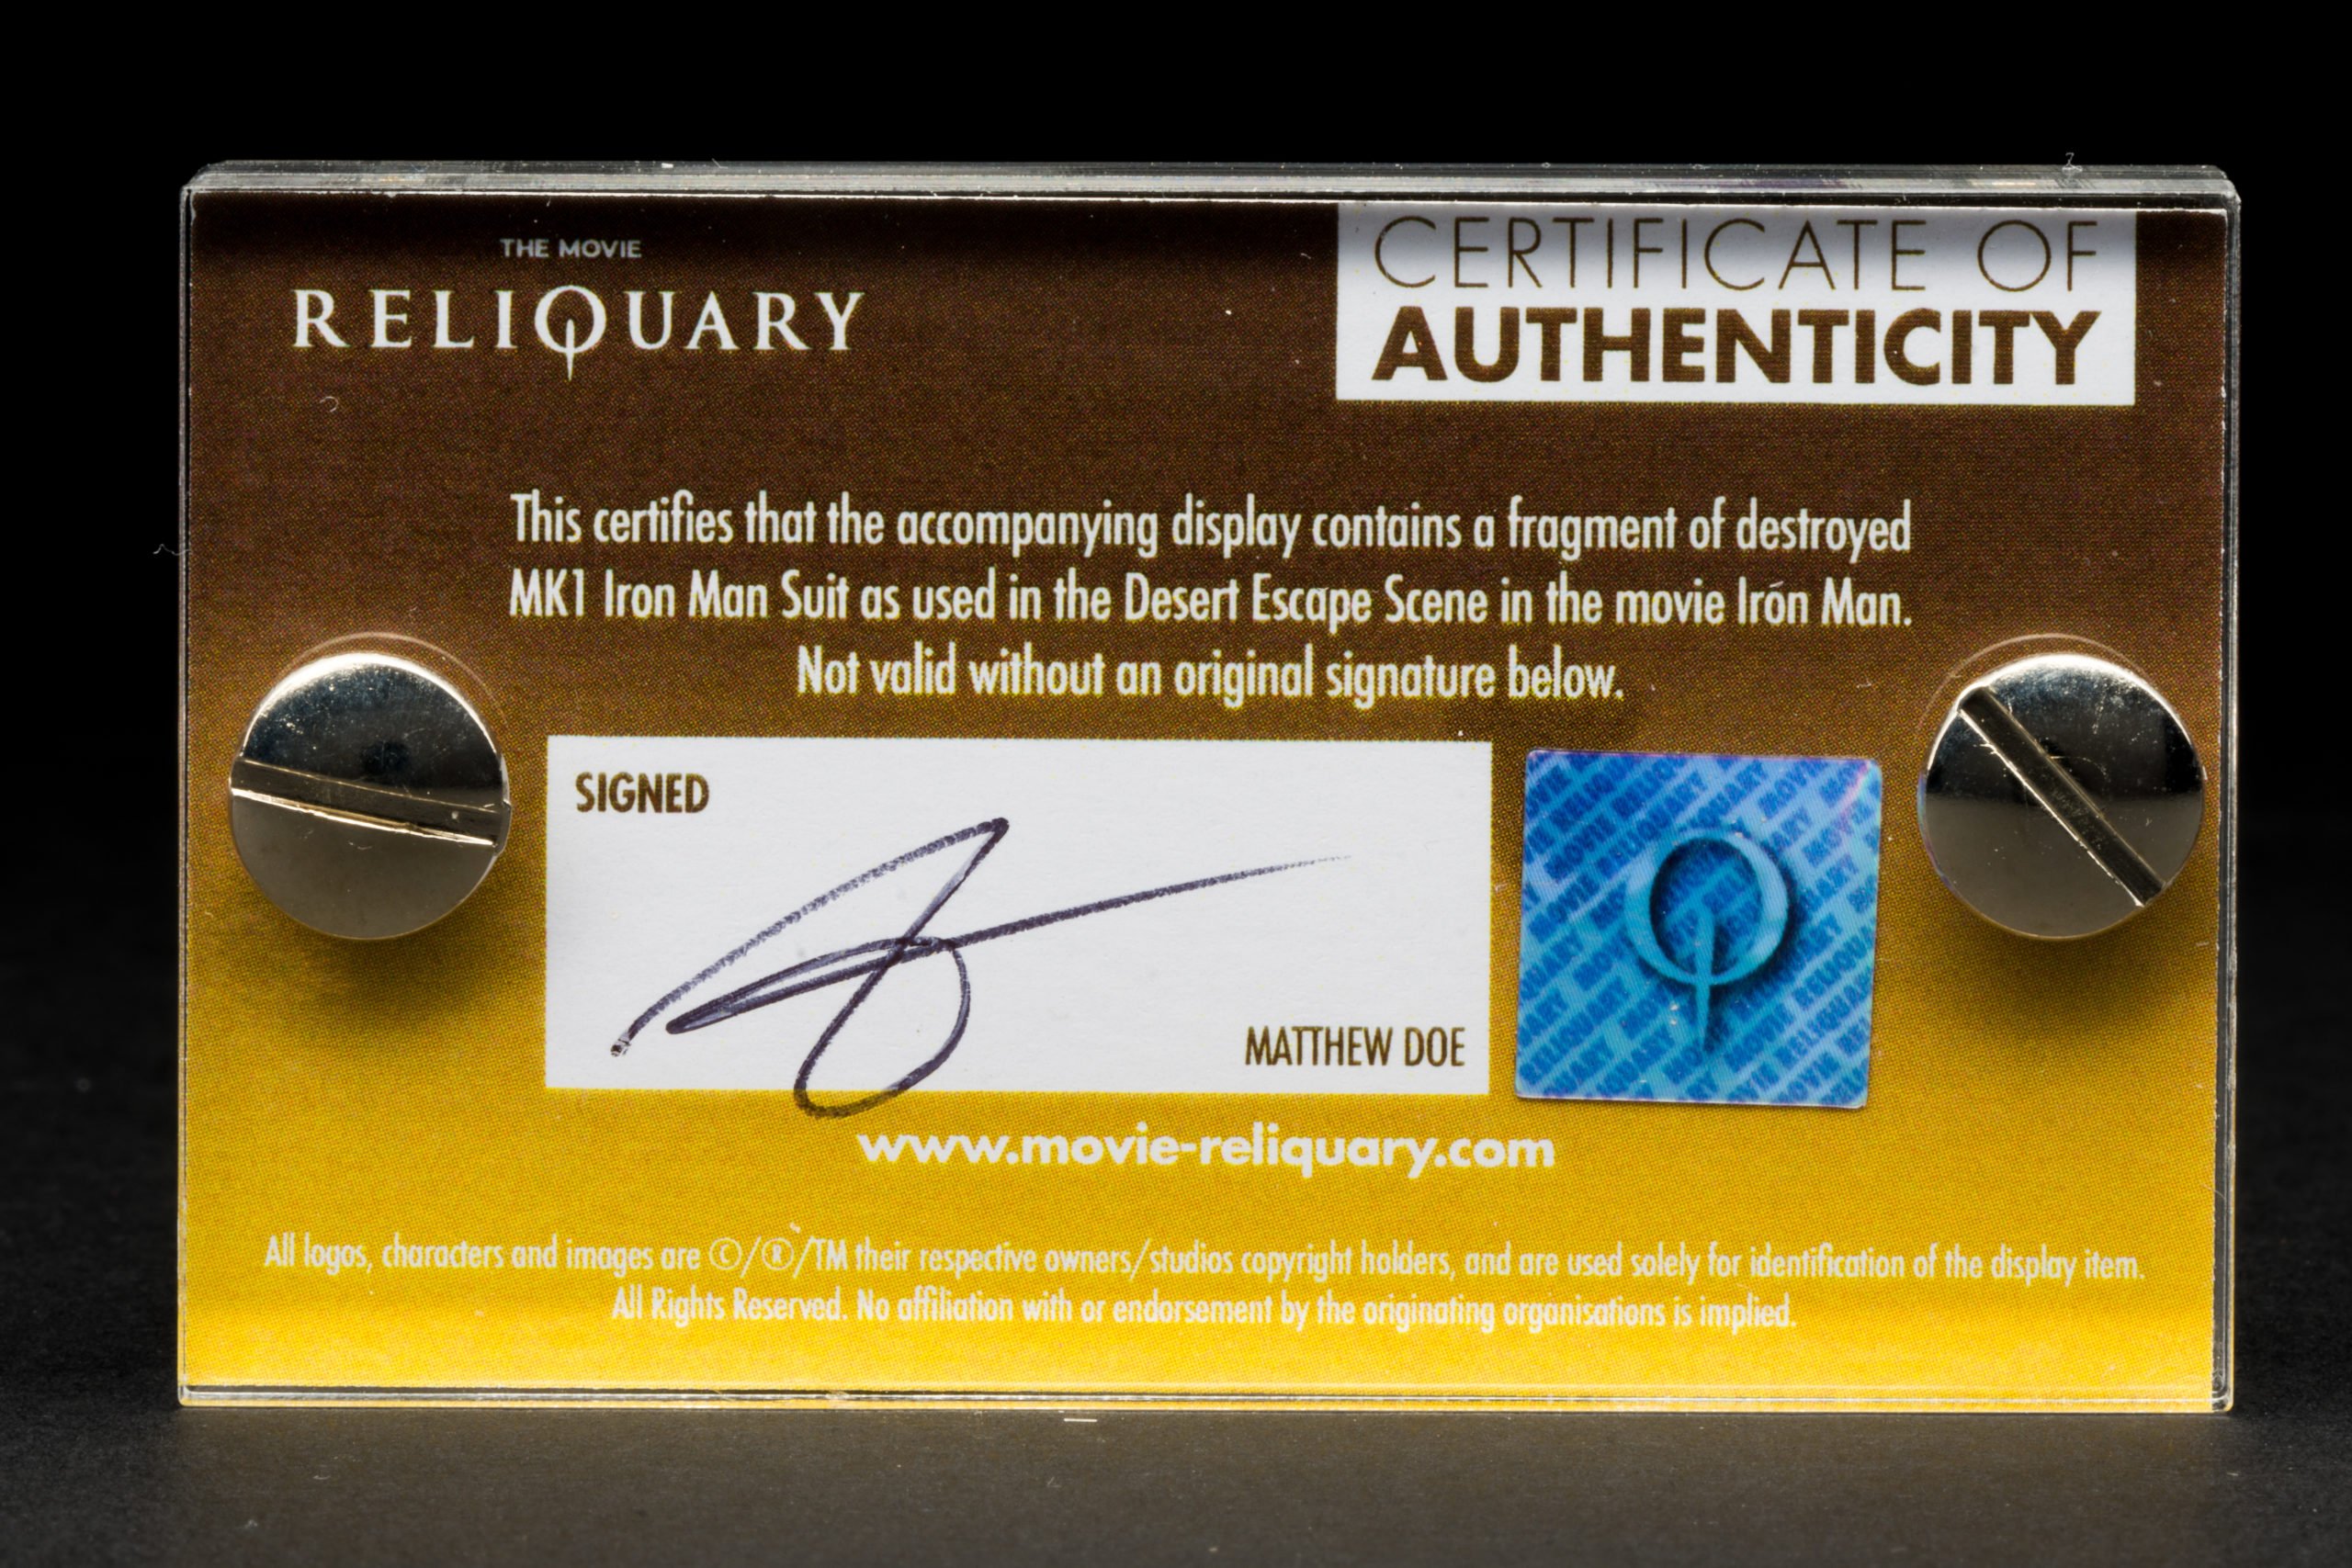 THE MOVIE
RELIQUARY
CERTIFICATE OF
AUTHENTICITY
This certifies that the accompanying display contains a fragment of destroyed
MK1 Iron Man Suit as used in the Desert Escape Scene in the movie Iron Man.
Not valid without an original signature below.
SIGNED
MATTHEW DOE
www.movie-reliquary.com
All logos, characters and images are ©/®/TM their respective owners/studios copyright holders, and are used solely for identification of the display item.
All Rights Reserved. No affiliation with or endorsement by the originating organisations is implied.